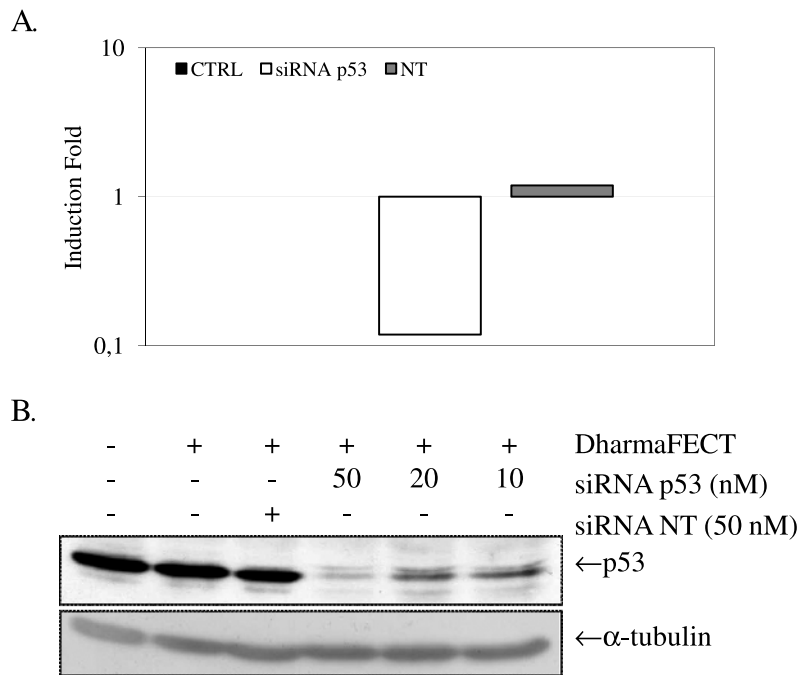 A.
10
CTRL siRNA p53 NT
Induction Fold
1
0,1
B.
- + + + + + DharmaFECT
- - - 50 20 10 siRNA p53 (nM)
- - + - - - siRNA NT (50 nM)
←p53
←α-tubulin